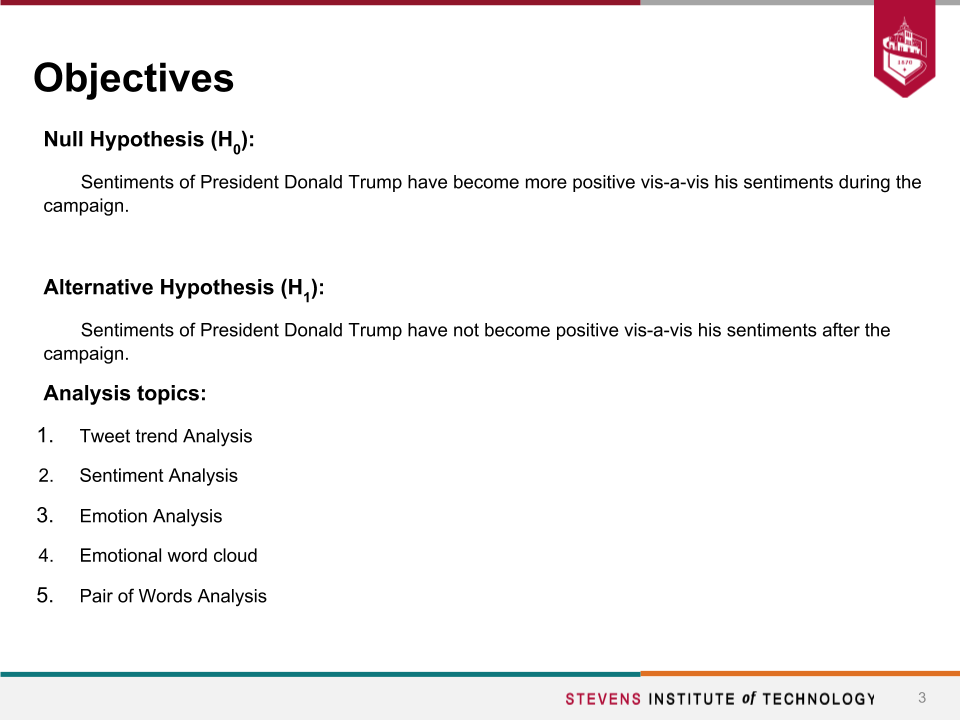 Objectives
Null Hypothesis (H0):
Sentiments of President Donald Trump have become more positive vis-a-vis his sentiments during the
campaign.
Alternative Hypothesis (H1):
Sentiments of President Donald Trump have not become positive vis-a-vis his sentiments after the
campaign.
Analysis topics:
1. Tweet trend Analysis
2. Sentiment Analysis
3. Emotion Analysis
4. Emotional word cloud
5. Pair of Words Analysis
1870
STEVENS INSTITUTE of TECHNOLOGY
3